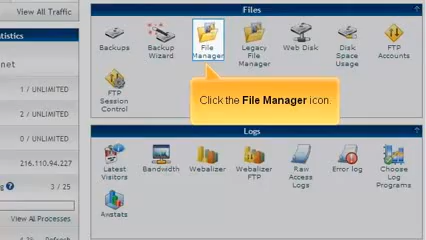 View All Traffic
Files
Backups
Backup Wizard
File Manager
Legacy File Manager
Web Disk
Disk Space Usage
FTP Accounts
FTP Session Control
Click the File Manager icon.
tistics
net
1 / UNLIMITED
2 / UNLIMITED
0 / UNLIMITED
216.110.94.227
3 / 25
View All Processes
Refresh
Logs
Latest Visitors
Bandwidth
Webalizer
Webalizer FTP
Raw Access Logs
Error log
Choose Log Programs
Awstats